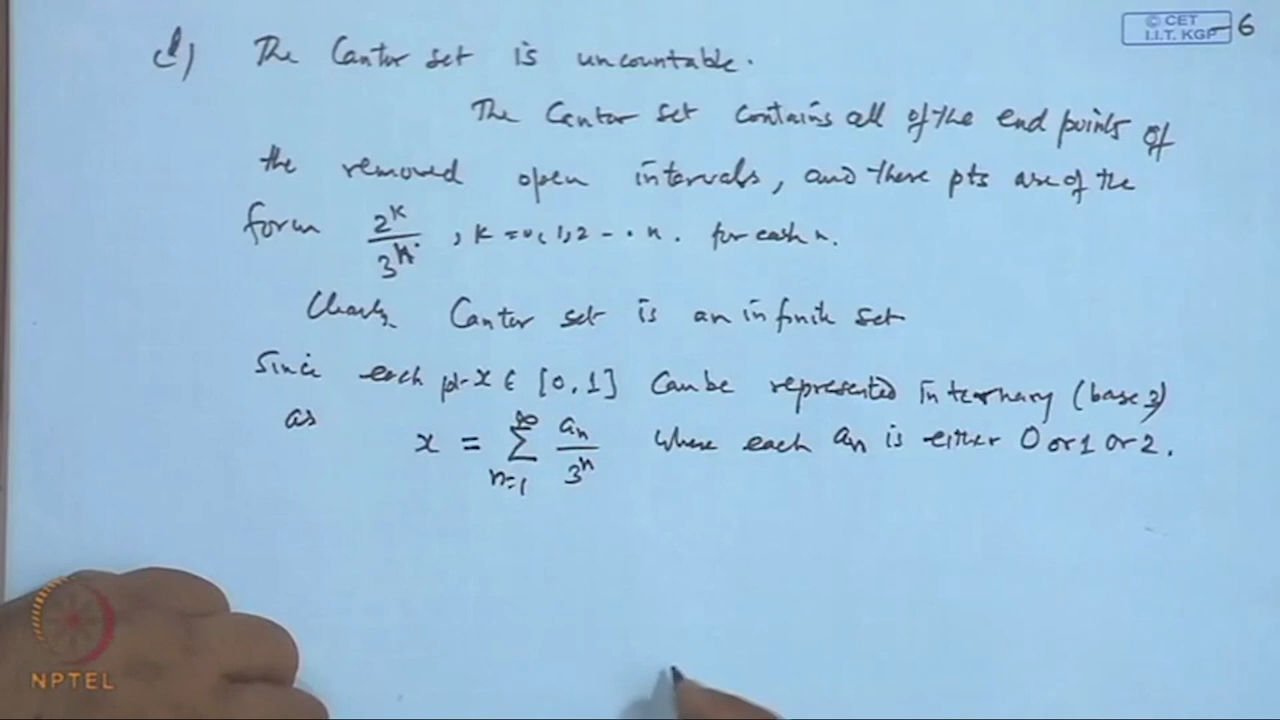 © CET
I.I.T. KGP
-6
d) The Cantor set is uncountable.
The Cantor set contains all of the end points of
the removed open intervals, and these pts are of the
form 2^k/3^n, k = 0, 1, 2 - - . n. for each n.
Clearly Cantor set is an infinite set
Since each pt x ∈ [0,1] can be represented in ternary (base 3)
as x = ∑_{n=1}^{∞} a_n/3^n where each a_n is either 0 or 1 or 2.
NPTEL